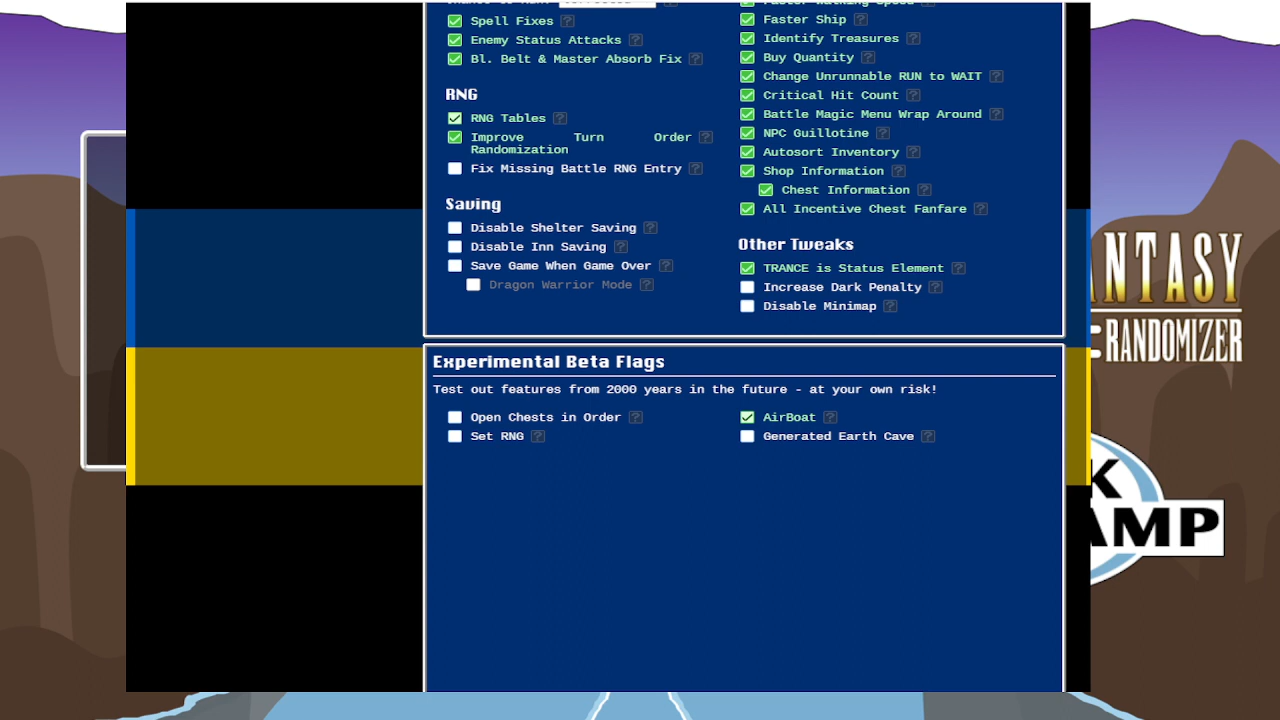 Spell Fixes ?
Enemy Status Attacks ?
Bl. Belt & Master Absorb Fix ?
RNG
RNG Tables ?
Improve Turn Order ?
Randomization
Fix Missing Battle RNG Entry ?
Saving
Disable Shelter Saving ?
Disable Inn Saving ?
Save Game When Game Over ?
Dragon Warrior Mode ?
Faster Ship ?
Identify Treasures ?
Buy Quantity ?
Change Unrunnable RUN to WAIT ?
Critical Hit Count ?
Battle Magic Menu Wrap Around ?
NPC Guillotine ?
Autosort Inventory ?
Shop Information ?
Chest Information ?
All Incentive Chest Fanfare ?
Other Tweaks
TRANCE is Status Element ?
Increase Dark Penalty ?
Disable Minimap ?
Experimental Beta Flags
Test out features from 2000 years in the future - at your own risk!
Open Chests in Order ?
Set RNG ?
AirBoat ?
Generated Earth Cave ?
NTASY
RANDOMIZER
K
AMP